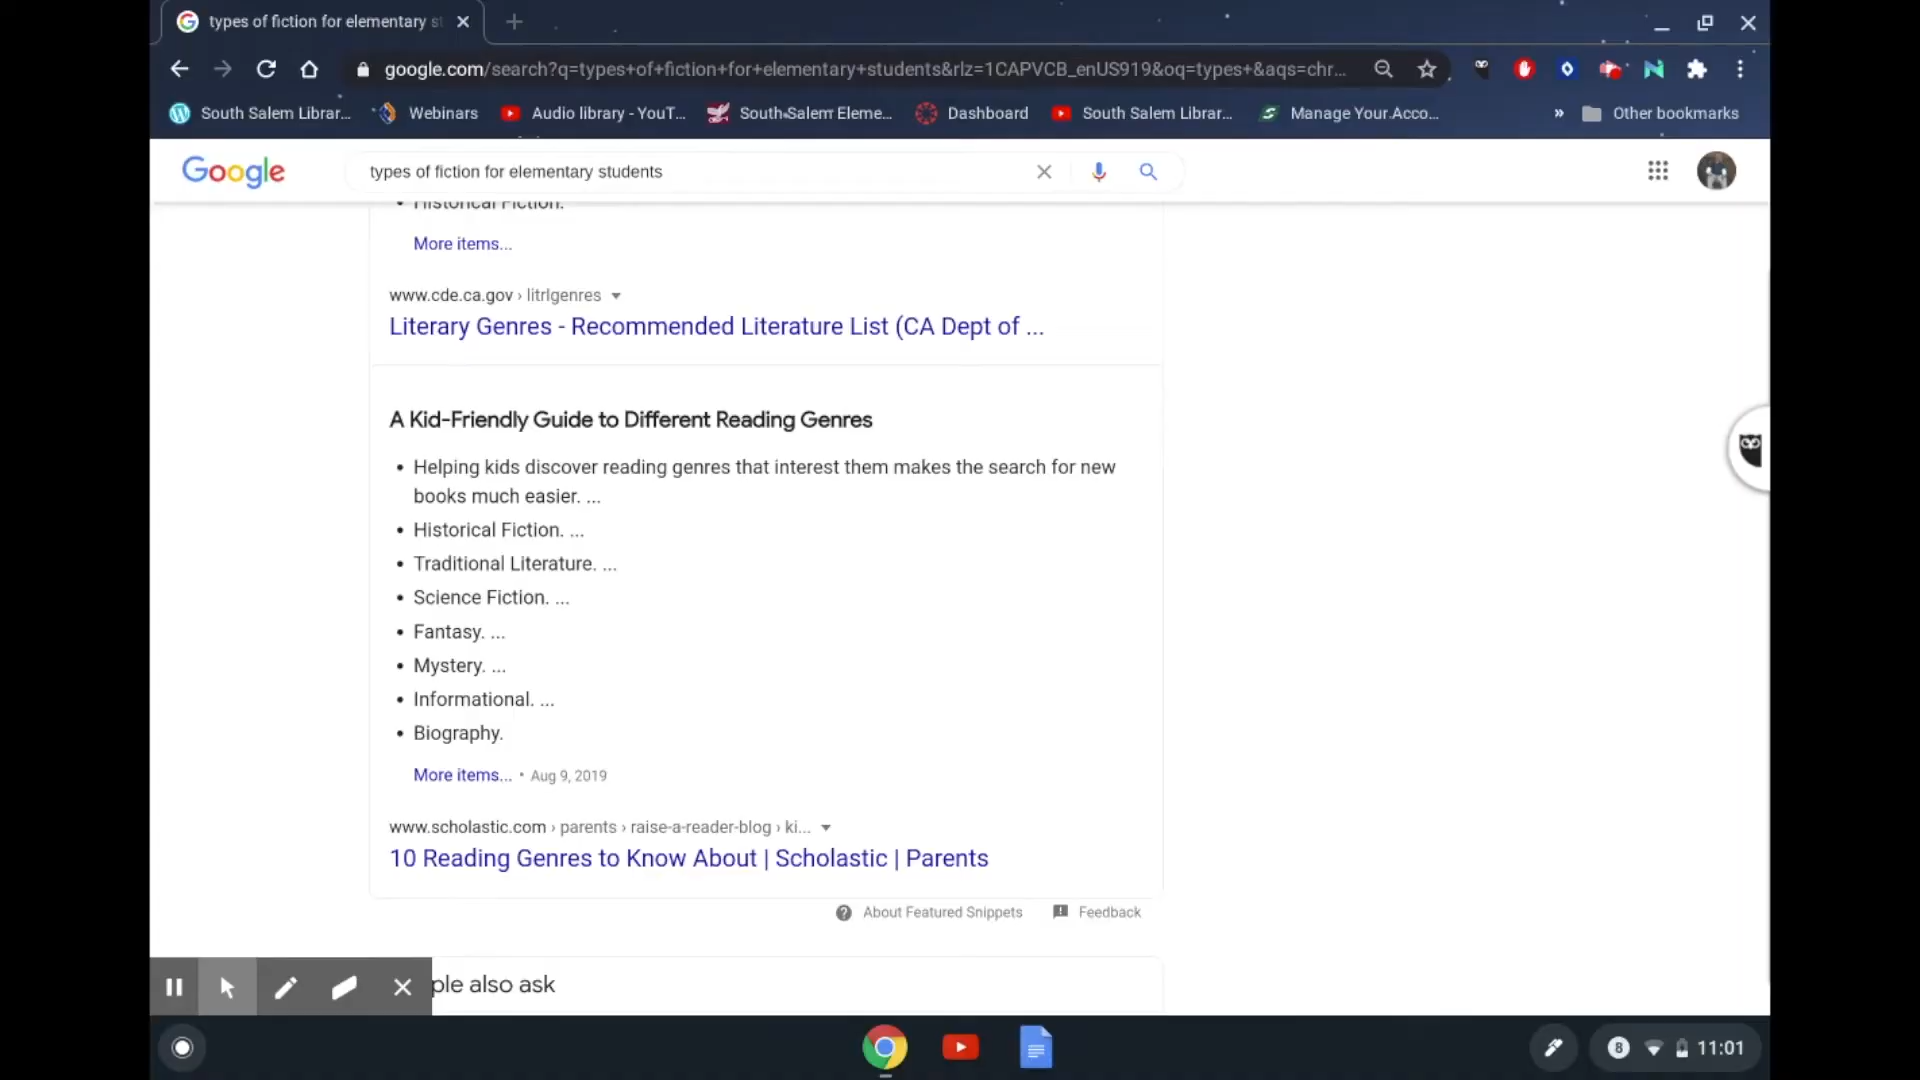 types of fiction for elementary st
google.com/search?q=types+of+fiction+for+elementary+students&rlz=1CAPVCB_enUS919&oq=types+&aqs=chr...
South Salem Librar...
Webinars
Audio library - YouT...
South Salem Eleme...
Dashboard
South Salem Librar...
Manage Your Acco...
»
Other bookmarks
Google
types of fiction for elementary students
• Historical Fiction.
More items...
www.cde.ca.gov › litrlgenres
Literary Genres - Recommended Literature List (CA Dept of ...
A Kid-Friendly Guide to Different Reading Genres
• Helping kids discover reading genres that interest them makes the search for new
books much easier. ...
• Historical Fiction. ...
• Traditional Literature. ...
• Science Fiction. ...
• Fantasy. ...
• Mystery. ...
• Informational. ...
• Biography.
More items... • Aug 9, 2019
www.scholastic.com › parents › raise-a-reader-blog › ki...
10 Reading Genres to Know About | Scholastic | Parents
About Featured Snippets
Feedback
ple also ask
8
11:01